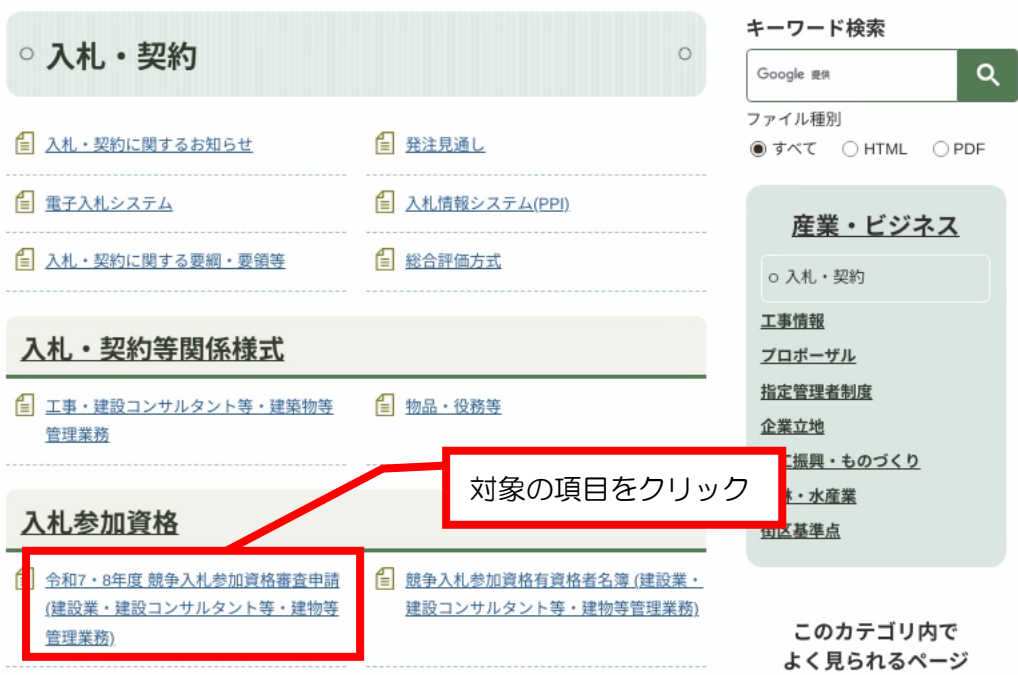 入札・契約
入札・契約に関するお知らせ
発注見通し
電子入札システム
入札情報システム(PPI)
入札・契約に関する要綱・要領等
総合評価方式
入札・契約等関係様式
工事・建設コンサルタント等・建築物等
管理業務
物品・役務等
対象の項目をクリック
入札参加資格
令和7・8年度 競争入札参加資格審査申請
(建設業・建設コンサルタント等・建物等
管理業務)
競争入札参加資格有資格者名簿 (建設業・
建設コンサルタント等・建物等管理業務)
キーワード検索
Google 提供
ファイル種別
すべて HTML PDF
産業・ビジネス
入札・契約
工事情報
プロポーザル
指定管理者制度
企業立地
振興・ものづくり
・水産業
街区基準点
このカテゴリ内で
よく見られるページ